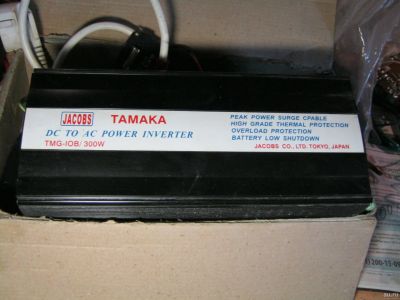 JACOBS
TAMAKA
DC TO AC POWER INVERTER
TMG-IOB/300W
PEAK POWER SURGE CPABLE
HIGH GRADE THERMAL PROTECTION
OVERLOAD PROTECTION
BATTERY LOW SHUTDOWN
JACOBS CO., LTD. TOKYO, JAPAN